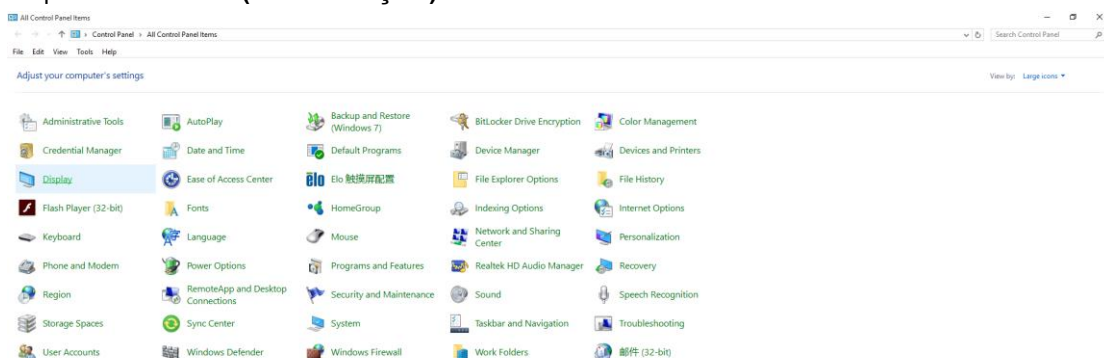 All Control Panel Items
Control Panel > All Control Panel Items
Search Control Panel
File Edit View Tools Help
Adjust your computer's settings
View by: Large icons
Administrative Tools
AutoPlay
Backup and Restore
(Windows 7)
BitLocker Drive Encryption
Color Management
Credential Manager
Date and Time
Default Programs
Device Manager
Devices and Printers
Display
Ease of Access Center
elo Elo 触摸屏配置
File Explorer Options
File History
Flash Player (32-bit)
Fonts
HomeGroup
Indexing Options
Internet Options
Keyboard
Language
Mouse
Network and Sharing
Center
Personalization
Phone and Modem
Power Options
Programs and Features
Realtek HD Audio Manager
Recovery
Region
RemoteApp and Desktop
Connections
Security and Maintenance
Sound
Speech Recognition
Storage Spaces
Sync Center
System
Taskbar and Navigation
Troubleshooting
User Accounts
Windows Defender
Windows Firewall
Work Folders
邮件 (32-bit)